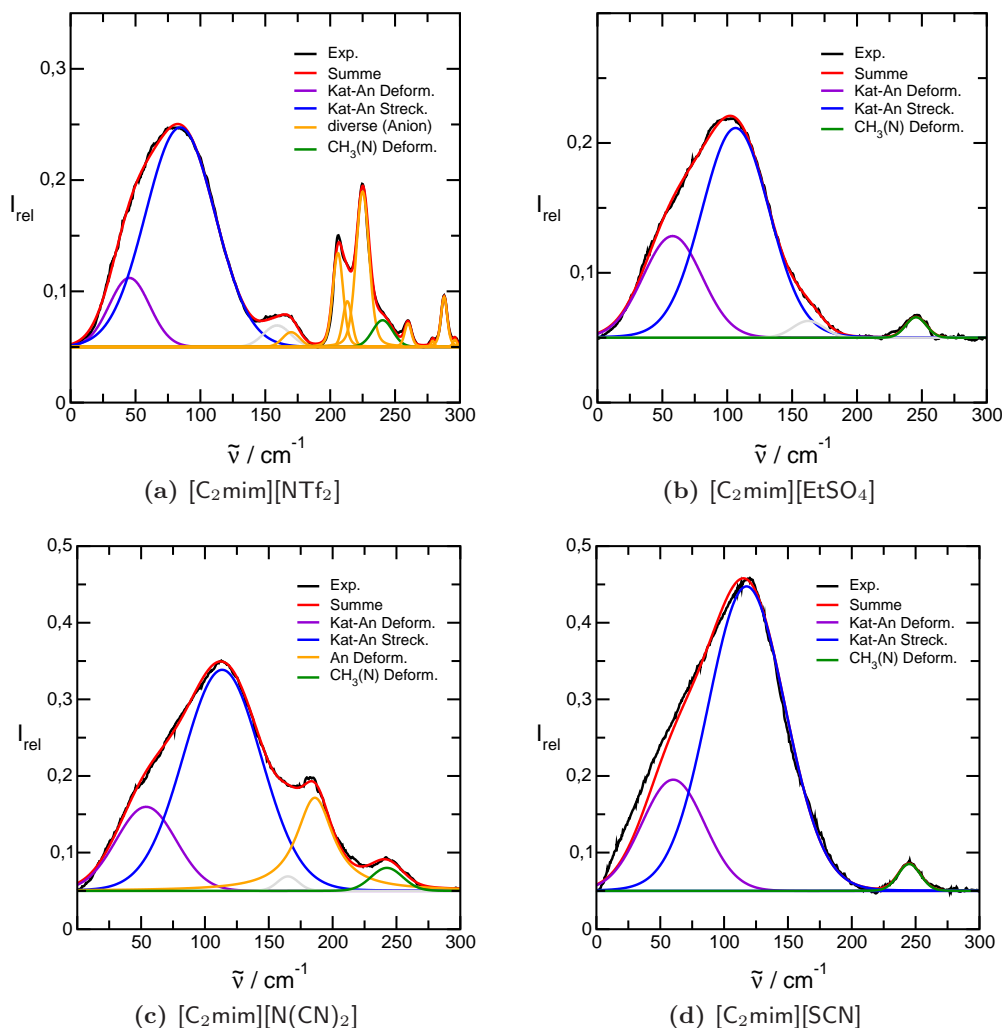 0,3
0,2
0,1
0
I_rel
Exp.
Summe
Kat-An Deform.
Kat-An Streck.
diverse (Anion)
CH₃(N) Deform.
0 50 100 150 200 250 300
ṽ / cm⁻¹
(a) [C₂mim][NTf₂]
0,2
0,1
0
I_rel
Exp.
Summe
Kat-An Deform.
Kat-An Streck.
CH₃(N) Deform.
0 50 100 150 200 250 300
ṽ / cm⁻¹
(b) [C₂mim][EtSO₄]
0,5
0,4
0,3
0,2
0,1
0
I_rel
Exp.
Summe
Kat-An Deform.
Kat-An Streck.
An Deform.
CH₃(N) Deform.
50 100 150 200 250 300
ṽ / cm⁻¹
(c) [C₂mim][N(CN)₂]
0,5
0,4
0,3
0,2
0,1
0
I_rel
Exp.
Summe
Kat-An Deform.
Kat-An Streck.
CH₃(N) Deform.
0 50 100 150 200 250 300
ṽ / cm⁻¹
(d) [C₂mim][SCN]